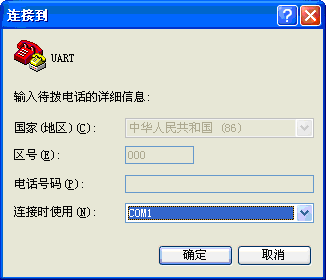 连接到
UART
输入待拨电话的详细信息:
国家(地区)(C): 中华人民共和国 (86)
区号(E): 000
电话号码(P):
连接时使用(N): COM1
确定 取消